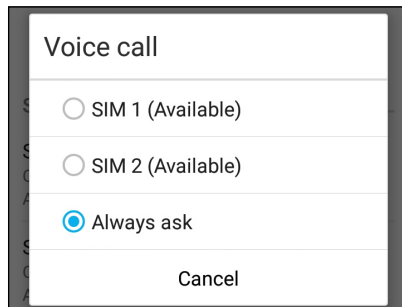 Voice call
SIM 1 (Available)
SIM 2 (Available)
Always ask
Cancel